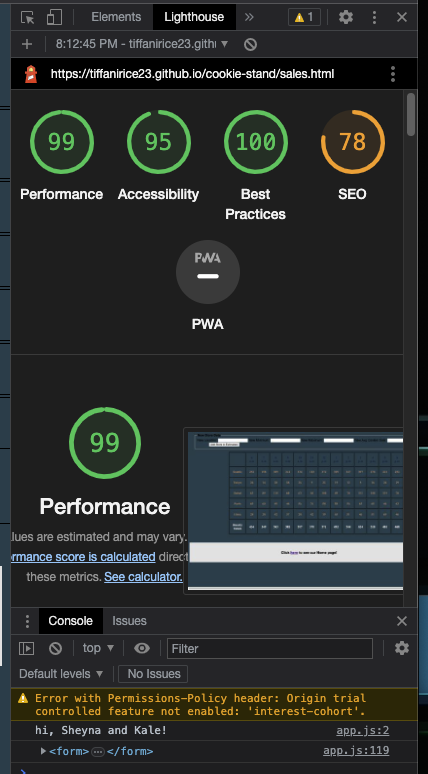 Elements Lighthouse » 1
8:12:45 PM - tiffanirice23.githu
https://tiffanirice23.github.io/cookie-stand/sales.html
99 95 100 78
Performance Accessibility Best Practices SEO
PWA
PWA
99
Performance
lues are estimated and may vary.
rmance score is calculated direct
these metrics. See calculator.
Click here to see our Home page!
Console Issues
top Filter
Default levels No Issues
Error with Permissions-Policy header: Origin trial
controlled feature not enabled: 'interest-cohort'.
hi, Sheyna and Kale! app.js:2
<form>…</form> app.js:119